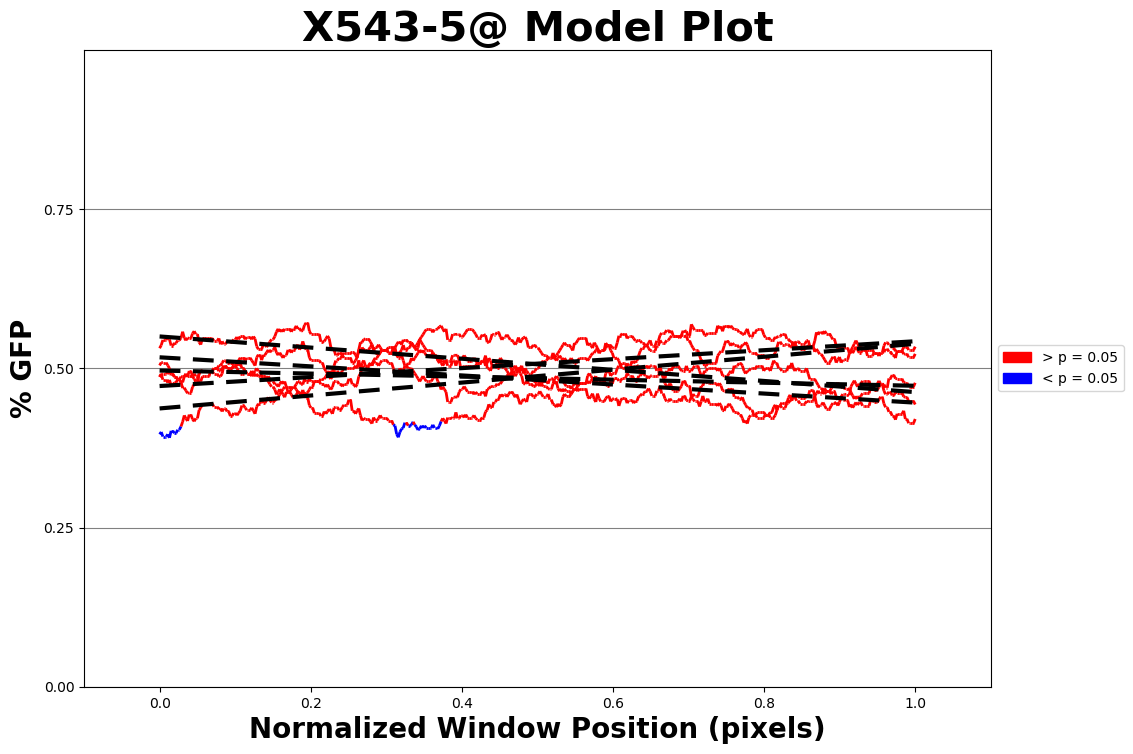 X543-5@ Model Plot
% GFP
0.75
0.50
0.25
0.00
0.0 0.2 0.4 0.6 0.8 1.0
Normalized Window Position (pixels)
> p = 0.05
< p = 0.05